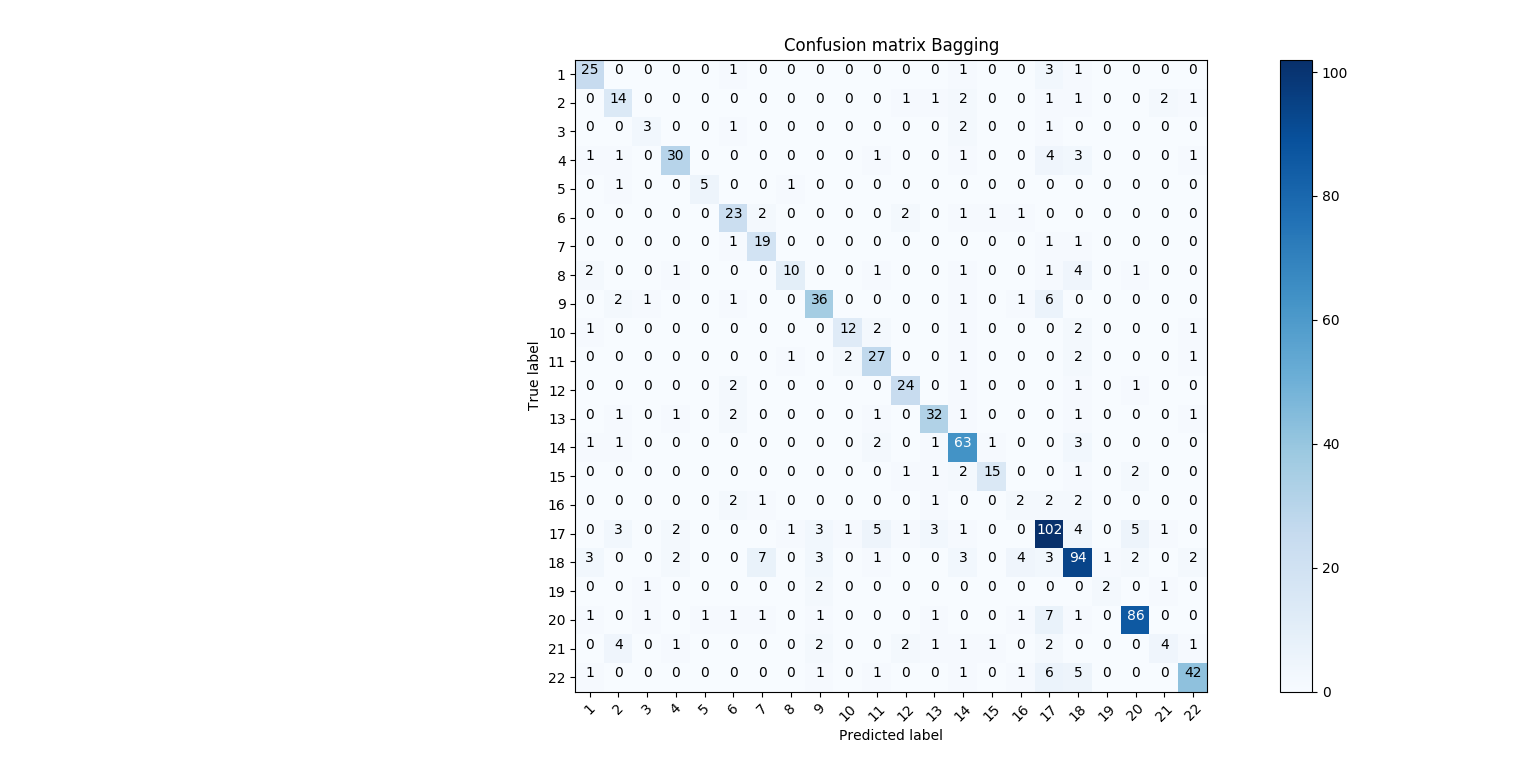 Confusion matrix Bagging
1 25 0 0 0 0 1 0 0 0 0 0 0 0 1 0 0 3 1 0 0 0 0
2 0 14 0 0 0 0 0 0 0 0 0 1 1 2 0 0 1 1 0 0 2 1
3 0 0 3 0 0 1 0 0 0 0 0 0 0 2 0 0 1 0 0 0 0 0
4 1 1 0 30 0 0 0 0 0 0 1 0 0 1 0 0 4 3 0 0 0 1
5 0 1 0 0 5 0 0 1 0 0 0 0 0 0 0 0 0 0 0 0 0 0
6 0 0 0 0 0 23 2 0 0 0 0 2 0 1 1 1 0 0 0 0 0 0
7 0 0 0 0 0 1 19 0 0 0 0 0 0 0 0 0 1 1 0 0 0 0
8 2 0 0 1 0 0 0 10 0 0 1 0 0 1 0 0 1 4 0 1 0 0
9 0 2 1 0 0 1 0 0 36 0 0 0 0 1 0 1 6 0 0 0 0 0
10 1 0 0 0 0 0 0 0 0 12 2 0 0 1 0 0 0 2 0 0 0 1
11 0 0 0 0 0 0 0 1 0 2 27 0 0 1 0 0 0 2 0 0 0 1
12 0 0 0 0 0 2 0 0 0 0 0 24 0 1 0 0 0 1 0 1 0 0
13 0 1 0 1 0 2 0 0 0 0 1 0 32 1 0 0 0 1 0 0 0 1
14 1 1 0 0 0 0 0 0 0 0 2 0 1 63 1 0 0 3 0 0 0 0
15 0 0 0 0 0 0 0 0 0 0 0 1 1 2 15 0 0 1 0 2 0 0
16 0 0 0 0 0 2 1 0 0 0 0 0 1 0 0 2 2 2 0 0 0 0
17 0 3 0 2 0 0 0 1 3 1 5 1 3 1 0 0 102 4 0 5 1 0
18 3 0 0 2 0 0 7 0 3 0 1 0 0 3 0 4 3 94 1 2 0 2
19 0 0 1 0 0 0 0 0 2 0 0 0 0 0 0 0 0 0 2 0 1 0
20 1 0 1 0 1 1 1 0 1 0 0 0 1 0 0 1 7 1 0 86 0 0
21 0 4 0 1 0 0 0 0 2 0 0 2 1 1 1 0 2 0 0 0 4 1
22 1 0 0 0 0 0 0 0 1 0 1 0 0 1 0 1 6 5 0 0 0 42
1 2 3 4 5 6 7 8 9 10 11 12 13 14 15 16 17 18 19 20 21 22
Predicted label
True label
100
80
60
40
20
0